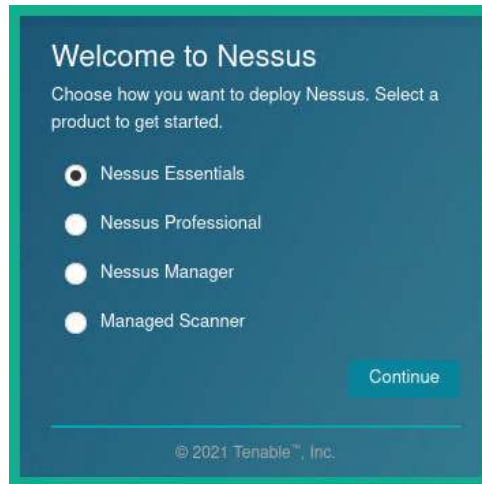 Welcome to Nessus
Choose how you want to deploy Nessus. Select a
product to get started.
Nessus Essentials
Nessus Professional
Nessus Manager
Managed Scanner
Continue
© 2021 Tenable™, Inc.